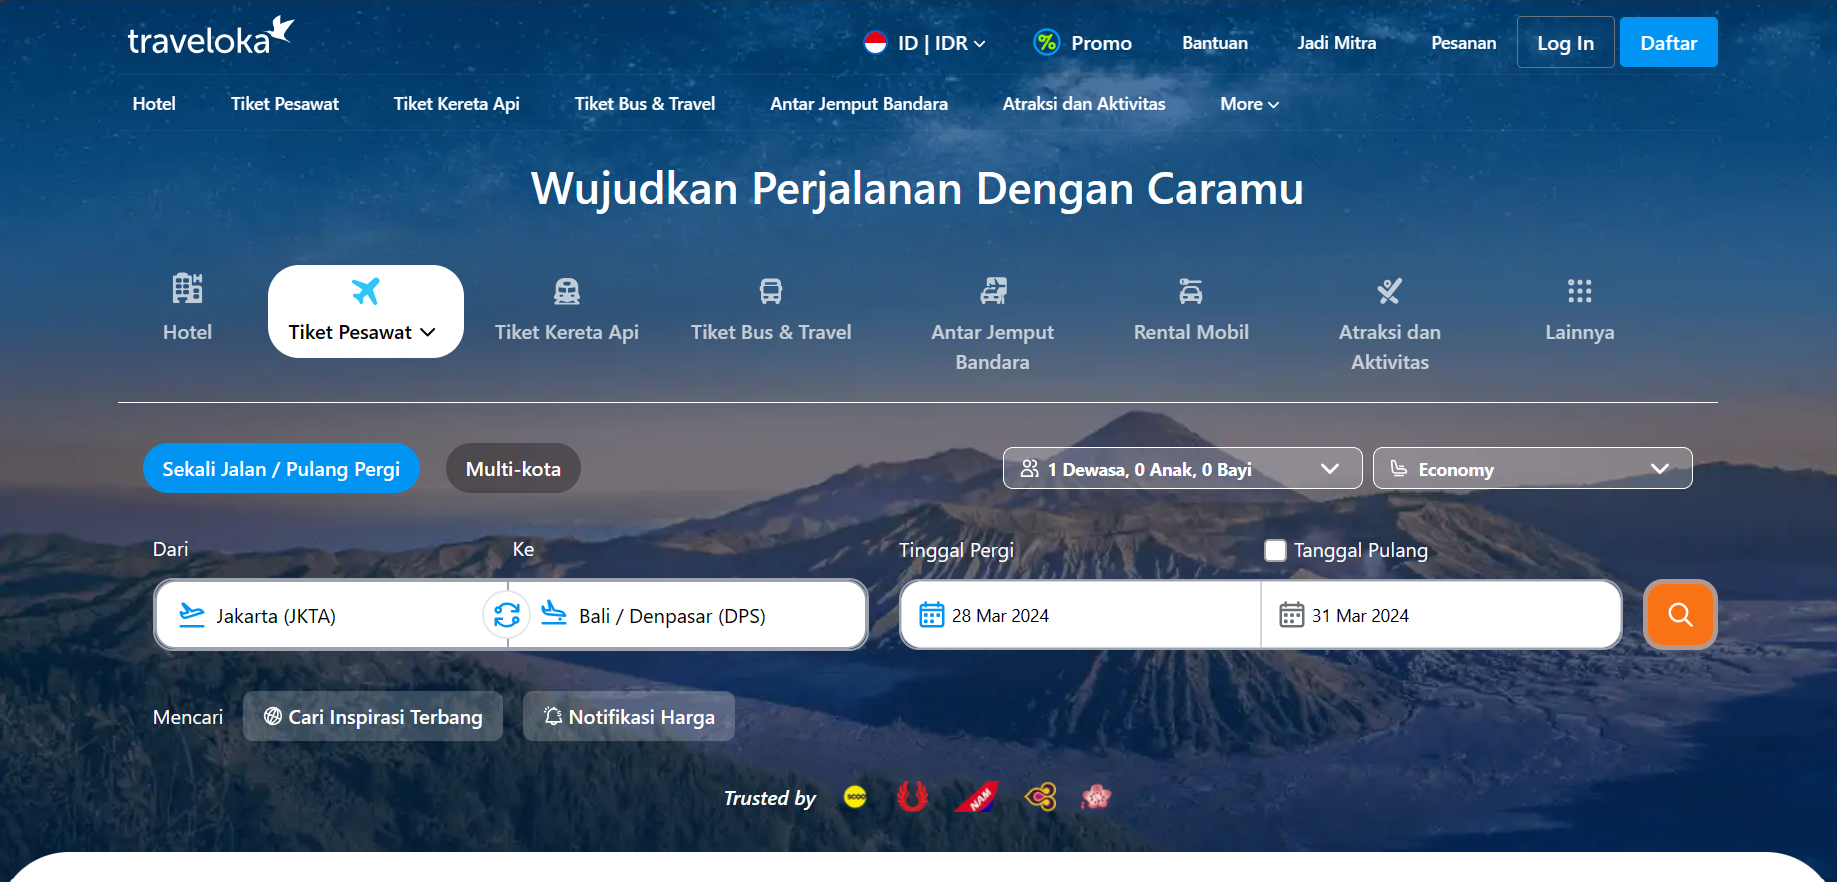 traveloka
ID | IDR
Promo
Bantuan
Jadi Mitra
Pesanan
Log In
Daftar
Hotel
Tiket Pesawat
Tiket Kereta Api
Tiket Bus & Travel
Antar Jemput Bandara
Atraksi dan Aktivitas
More
Wujudkan Perjalanan Dengan Caramu
Hotel
Tiket Pesawat
Tiket Kereta Api
Tiket Bus & Travel
Antar Jemput
Bandara
Rental Mobil
Atraksi dan
Aktivitas
Lainnya
Sekali Jalan / Pulang Pergi
Multi-kota
1 Dewasa, 0 Anak, 0 Bayi
Economy
Dari
Ke
Tinggal Pergi
Tanggal Pulang
Jakarta (JKTA)
Bali / Denpasar (DPS)
28 Mar 2024
31 Mar 2024
Mencari
Cari Inspirasi Terbang
Notifikasi Harga
Trusted by
NAM